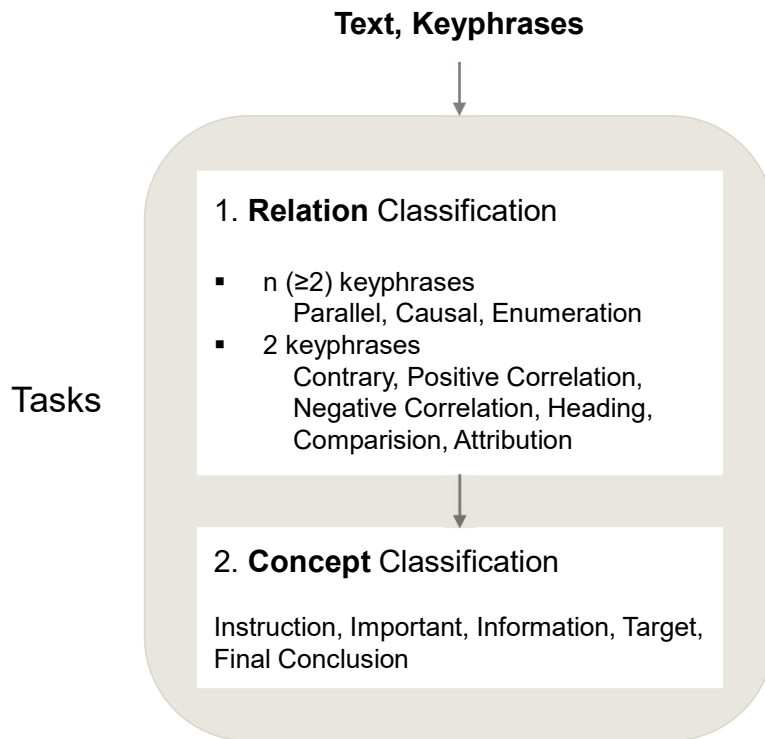 Text, Keyphrases
1. Relation Classification
▪ n (≥2) keyphrases
Parallel, Causal, Enumeration
▪ 2 keyphrases
Contrary, Positive Correlation,
Negative Correlation, Heading,
Comparision, Attribution
Tasks
2. Concept Classification
Instruction, Important, Information, Target,
Final Conclusion